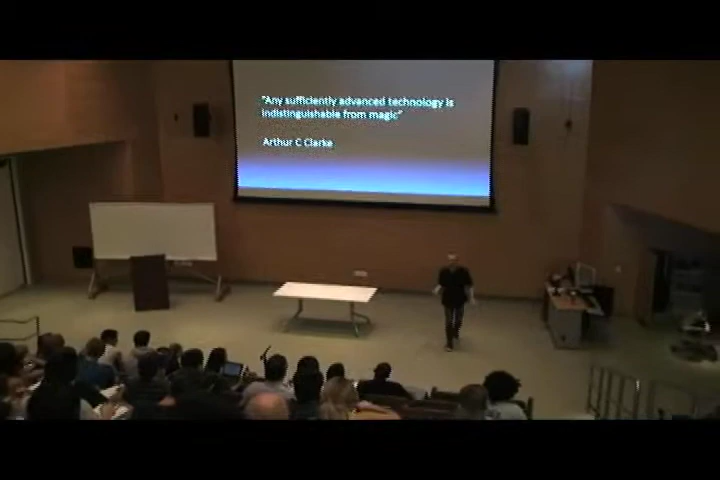 "Any sufficiently advanced technology is
indistinguishable from magic"
Arthur C Clarke